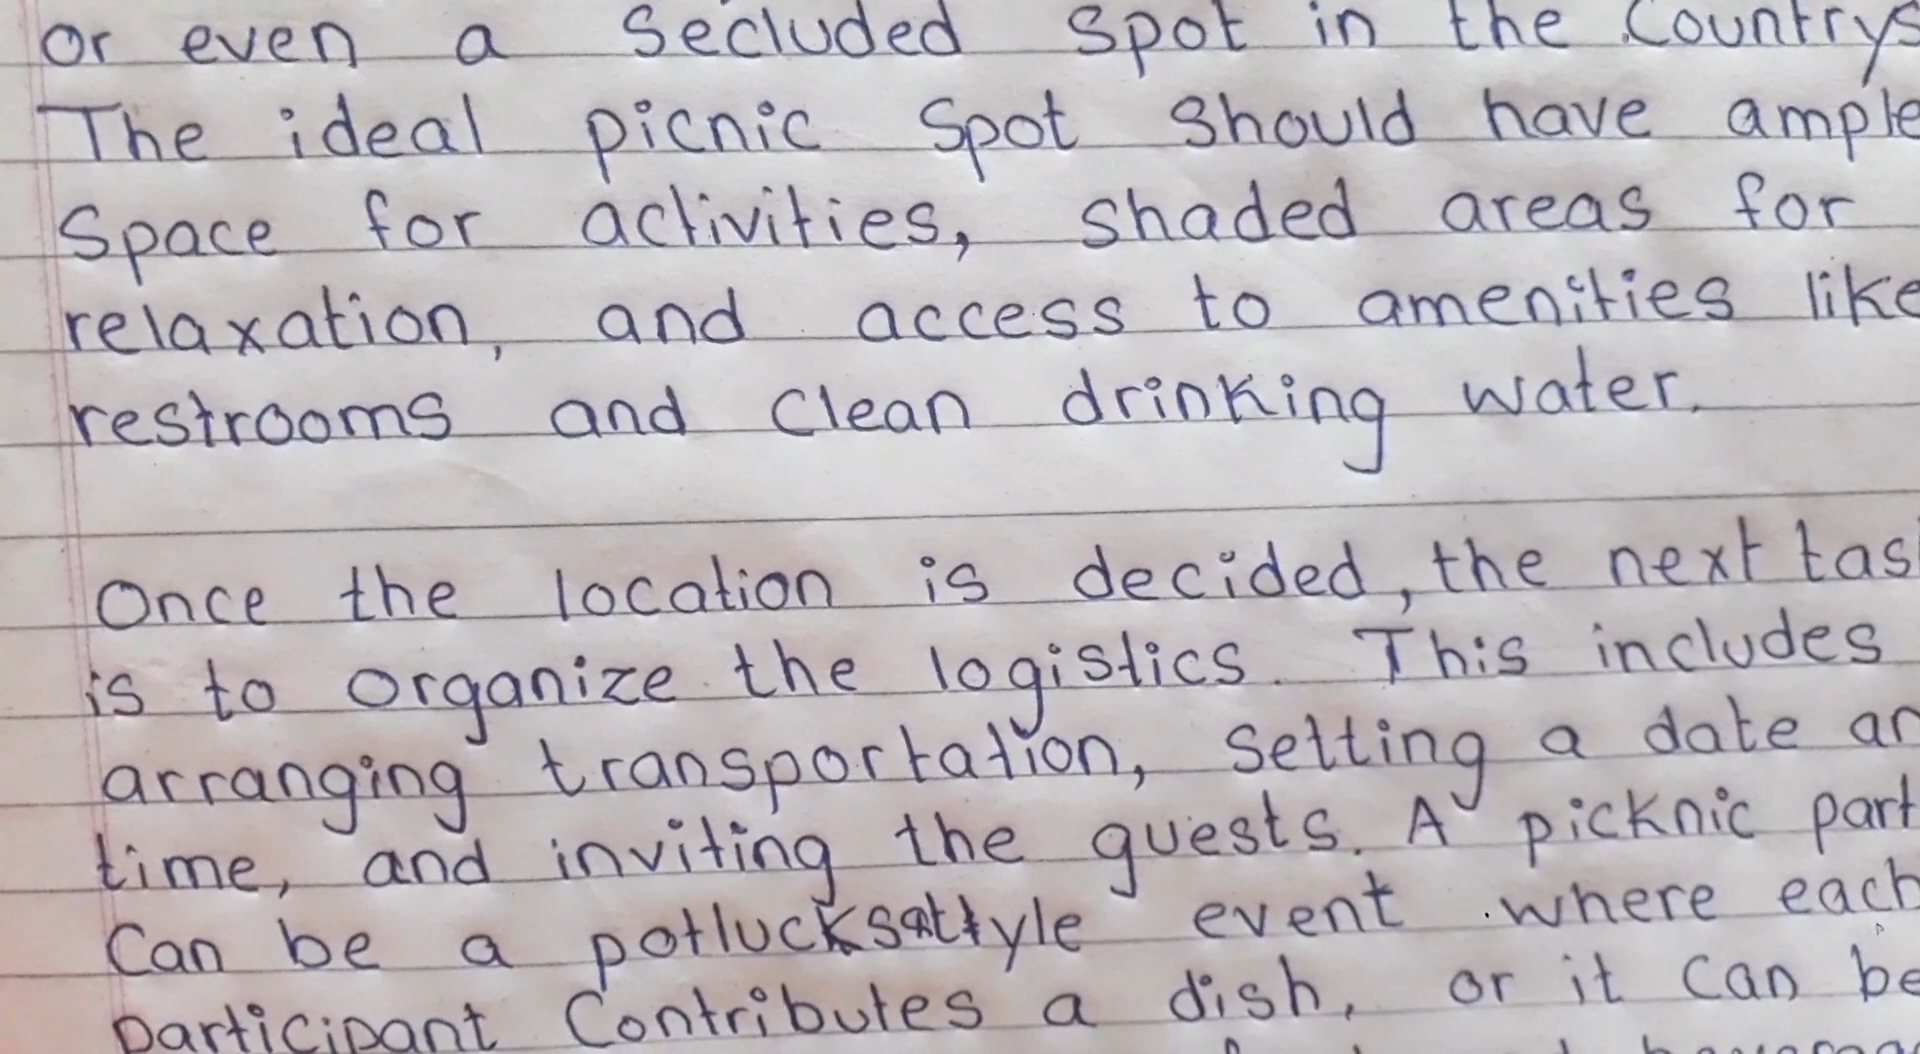 or even a secluded spot in the Countrys
The ideal picnic Spot should have ample
Space for activities, shaded areas for
relaxation, and access to amenities like
restrooms and clean drinking water.
Once the location is decided, the next tas
is to organize the logistics. This includes
arranging transportation, setting a date an
time, and inviting the guests. A picknic part
Can be a event where each
participant Contributes a dish, or it can be